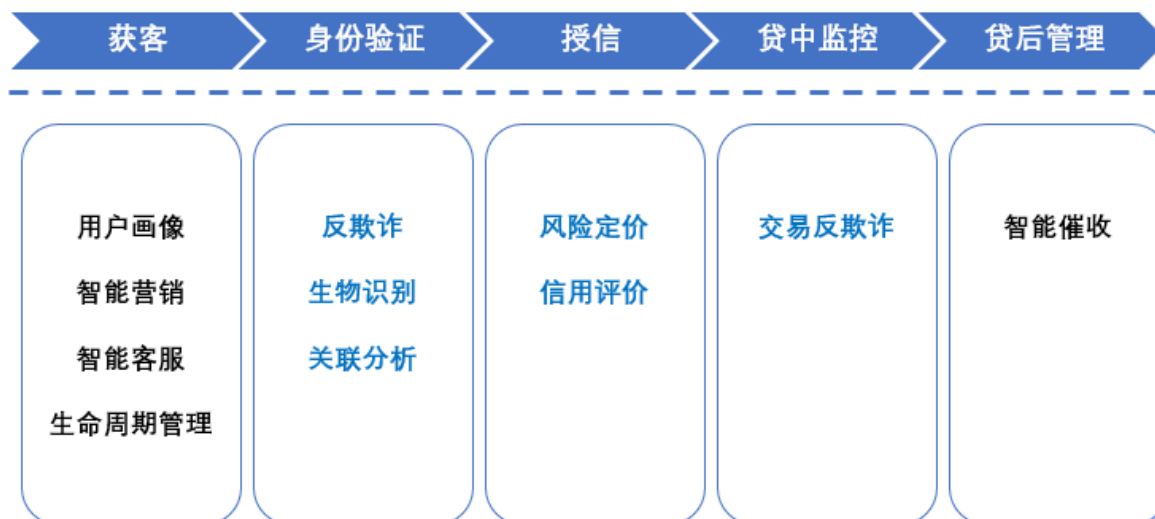 获客
身份验证
授信
贷中监控
贷后管理
用户画像
智能营销
智能客服
生命周期管理
反欺诈
生物识别
关联分析
风险定价
信用评价
交易反欺诈
智能催收